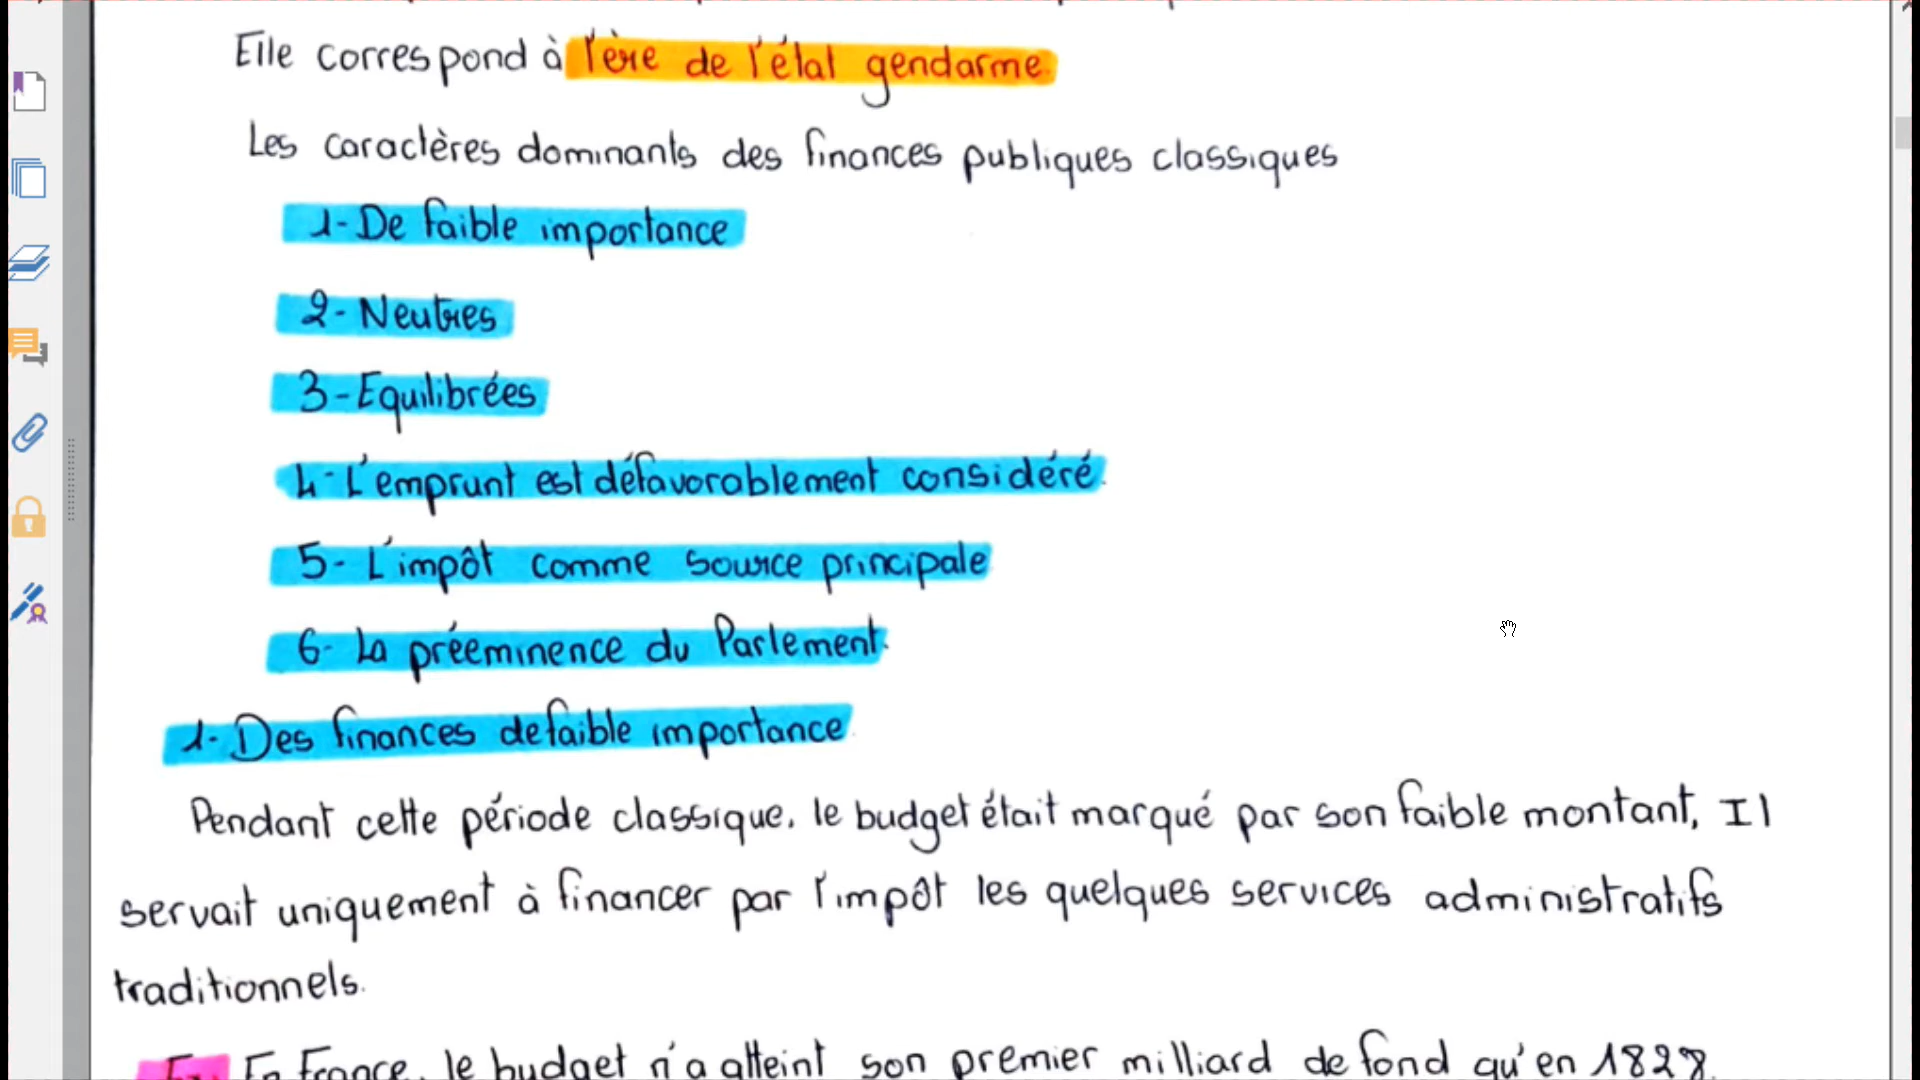 Elle correspond à l'ère de l'état gendarme.
Les caractères dominants des finances publiques classiques
1- De faible importance
2- Neutres
3- Equilibrées
4- L'emprunt est défavorablement considéré.
5- L'impôt comme source principale
6- La préeminence du Parlement.
1- Des finances de faible importance
Pendant cette période classique. le budget était marqué par son faible montant, Il
servait uniquement à financer par l'impôt les quelques services administratifs
traditionnels.
Ex: En France, le budget n'a atteint son premier milliard de fond qu'en 1828.